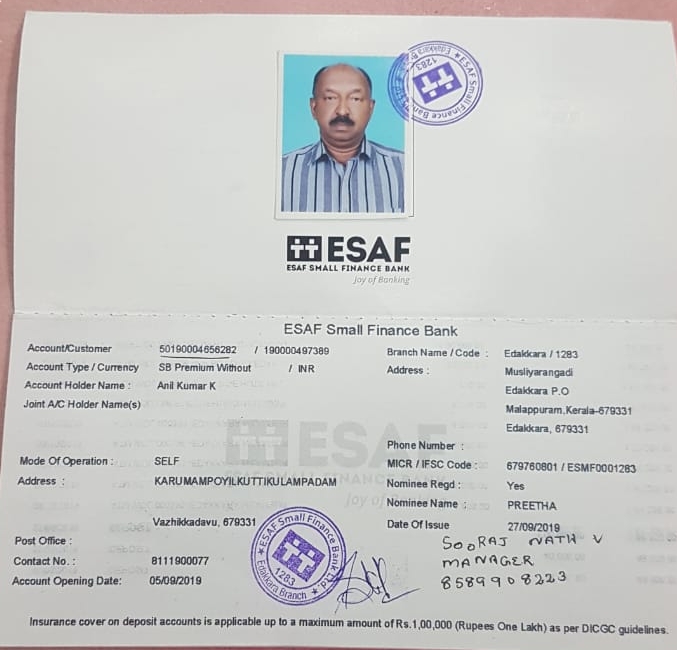 ESAF Small Finance Bank
Edakkara
1283
ESAF
ESAF SMALL FINANCE BANK
Joy of Banking
ESAF Small Finance Bank
Account/Customer 50190004656282 / 190000497389
Account Type / Currency SB Premium Without / INR
Account Holder Name : Anil Kumar K
Joint A/C Holder Name(s)
Mode Of Operation : SELF
Address : KARUMAMPOYILKUTTIKULAMPADAM
Vazhikkadavu, 679331
Post Office :
Contact No. : 8111900077
Account Opening Date: 05/09/2019
Branch Name / Code : Edakkara / 1283
Address : Musliyarangadi
Edakkara P.O
Malappuram,Kerala-679331
Edakkara, 679331
Phone Number :
MICR / IFSC Code : 679760801 / ESMF0001283
Nominee Regd : Yes
Nominee Name : PREETHA
Date Of Issue 27/09/2019
SOORAJ NATH V
MANAGER
8589908223
ESAF
Joy of Banking
ESAF Small Finance Bank Ltd.
1283
Edakkara Branch
Insurance cover on deposit accounts is applicable up to a maximum amount of Rs.1,00,000 (Rupees One Lakh) as per DICGC guidelines.